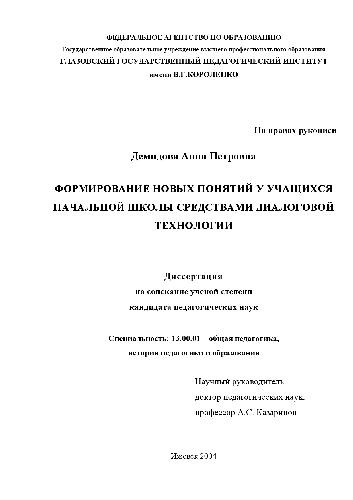 ФЕДЕРАЛЬНОЕ АГЕНТСТВО ПО ОБРАЗОВАНИЮ
Государственное образовательное учреждение высшего профессионального образования
ГЛАЗОВСКИЙ ГОСУДАРСТВЕННЫЙ ПЕДАГОГИЧЕСКИЙ ИНСТИТУТ
имени В.Г.КОРОЛЕНКО
На правах рукописи
Демидова Анна Петровна
ФОРМИРОВАНИЕ НОВЫХ ПОНЯТИЙ У УЧАЩИХСЯ
НАЧАЛЬНОЙ ШКОЛЫ СРЕДСТВАМИ ДИАЛОГОВОЙ
ТЕХНОЛОГИИ
Диссертация
на соискание ученой степени
кандидата педагогических наук
Специальность: 13.00.01 – общая педагогика,
история педагогики и образования
Научный руководитель
доктор педагогических наук,
профессор А.С. Казаринов
Ижевск 2004